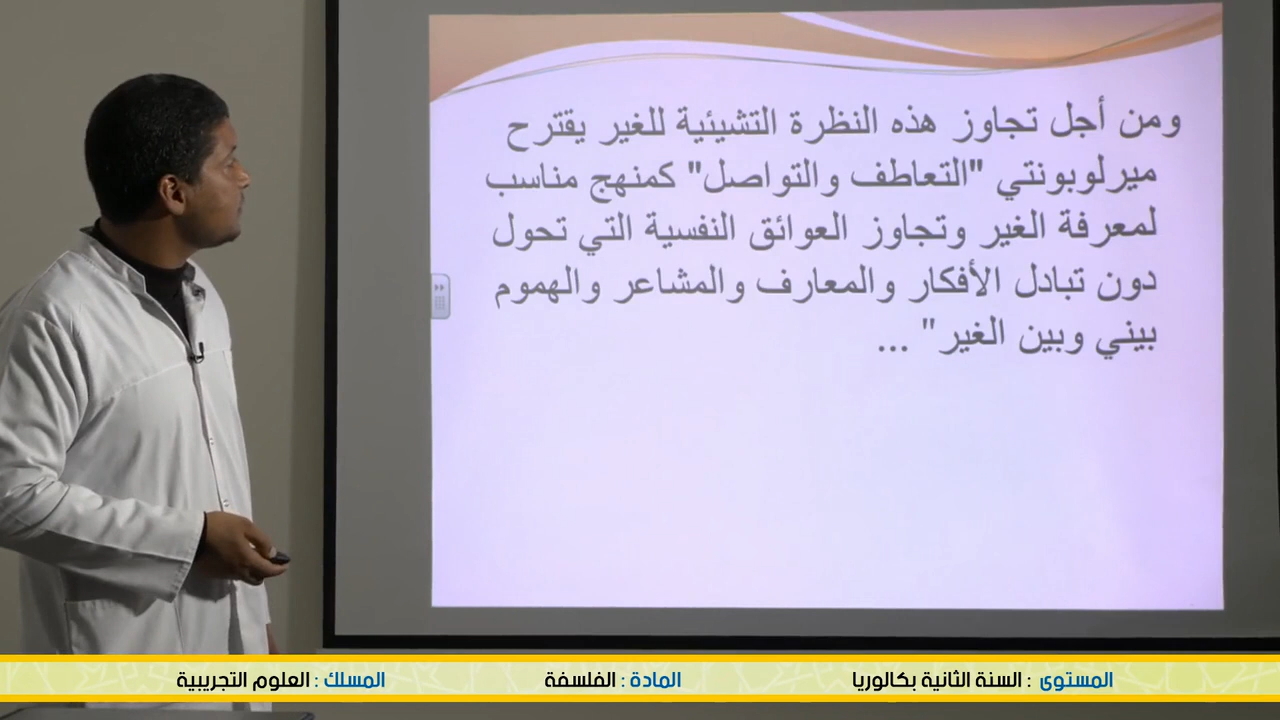 ومن أجل تجاوز هذه النظرة التشيئية للغير يقترح
ميرلوبونتي "التعاطف والتواصل" كمنهج مناسب
لمعرفة الغير وتجاوز العوائق النفسية التي تحول
دون تبادل الأفكار والمعارف والمشاعر والهموم
بيني وبين الغير" ...
المستوى : السنة الثانية بكالوريا المادة : الفلسفة المسلك : العلوم التجريبية